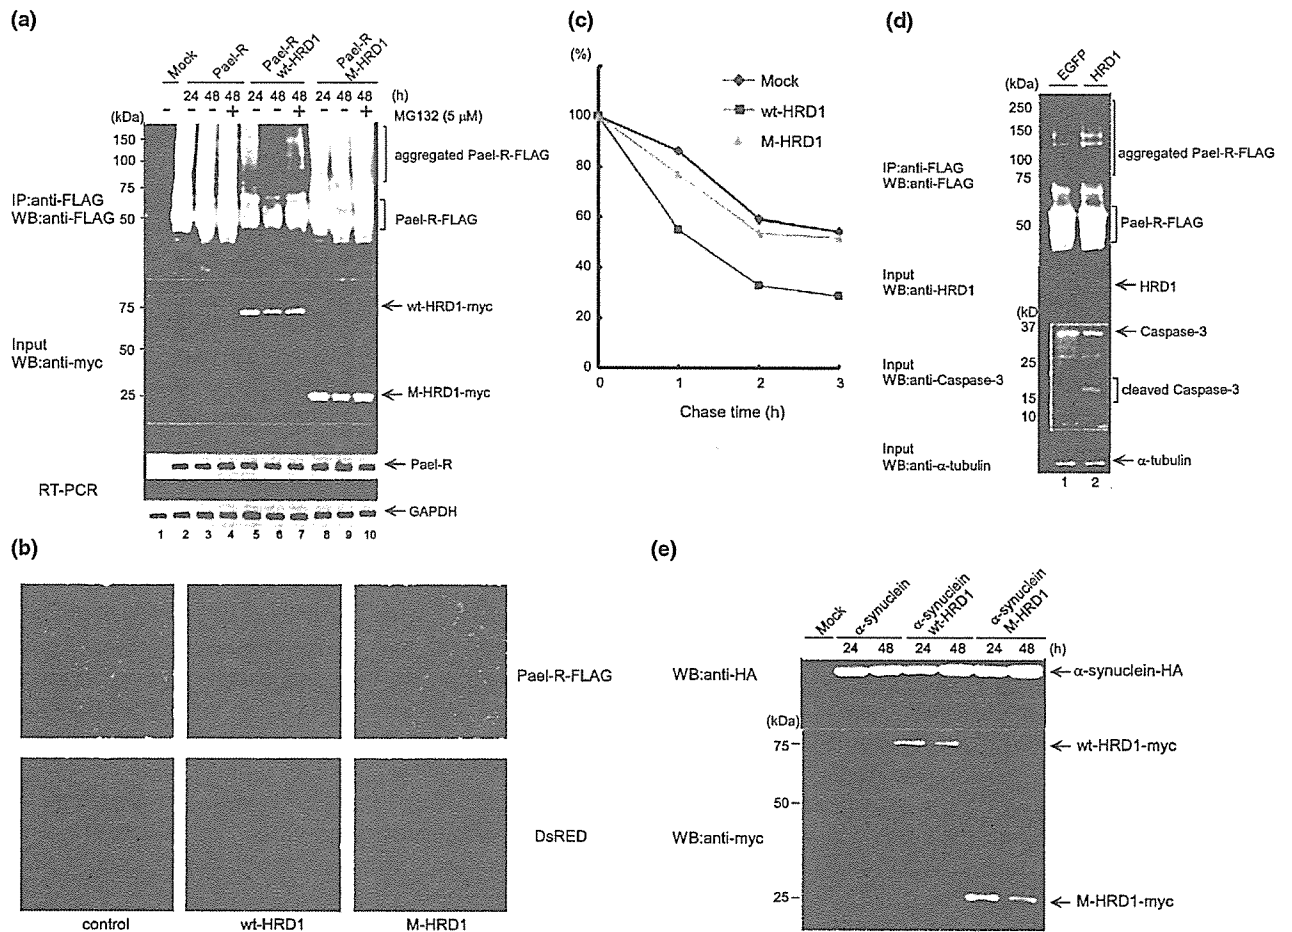 (a)
Mock
Pael-R
Pael-R wt-HRD1
Pael-R M-HRD1
24 48 48 24 48 48 24 48 48 (h)
- - - + - - + - - + MG132 (5 μM)
(kDa)
150
100
75
50
IP:anti-FLAG
WB:anti-FLAG
aggregated Pael-R-FLAG
Pael-R-FLAG
75
50
25
Input
WB:anti-myc
wt-HRD1-myc
M-HRD1-myc
RT-PCR
Pael-R
GAPDH
1 2 3 4 5 6 7 8 9 10
(b)
Pael-R-FLAG
DsRED
control wt-HRD1 M-HRD1
(c)
(%)
100
80
60
40
20
0
0 1 2 3
Chase time (h)
Mock
wt-HRD1
M-HRD1
(d)
EGFP
HRD1
(kDa)
250
150
100
75
50
IP:anti-FLAG
WB:anti-FLAG
aggregated Pael-R-FLAG
Pael-R-FLAG
Input
WB:anti-HRD1
HRD1
(kD
37
25
15
10
Input
WB:anti-Caspase-3
Caspase-3
cleaved Caspase-3
Input
WB:anti-α-tubulin
α-tubulin
1 2
(e)
Mock
α-synuclein
α-synuclein wt-HRD1
α-synuclein M-HRD1
24 48 24 48 24 48 (h)
WB:anti-HA
α-synuclein-HA
(kDa)
75
50
25
WB:anti-myc
wt-HRD1-myc
M-HRD1-myc